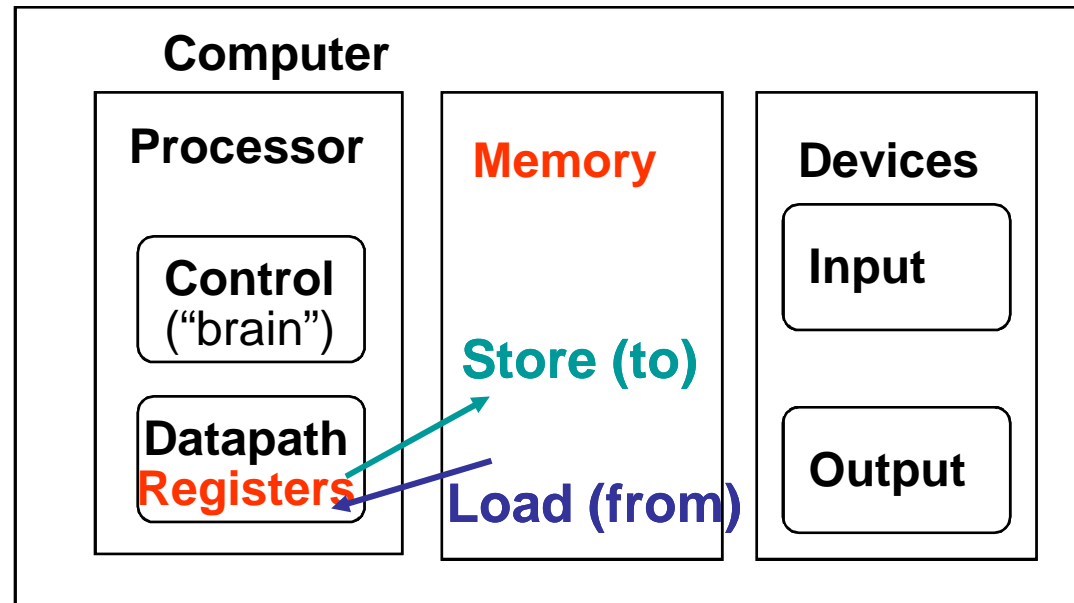 Computer
Processor
Control
(“brain”)
Datapath
Registers
Memory
Store (to)
Load (from)
Devices
Input
Output